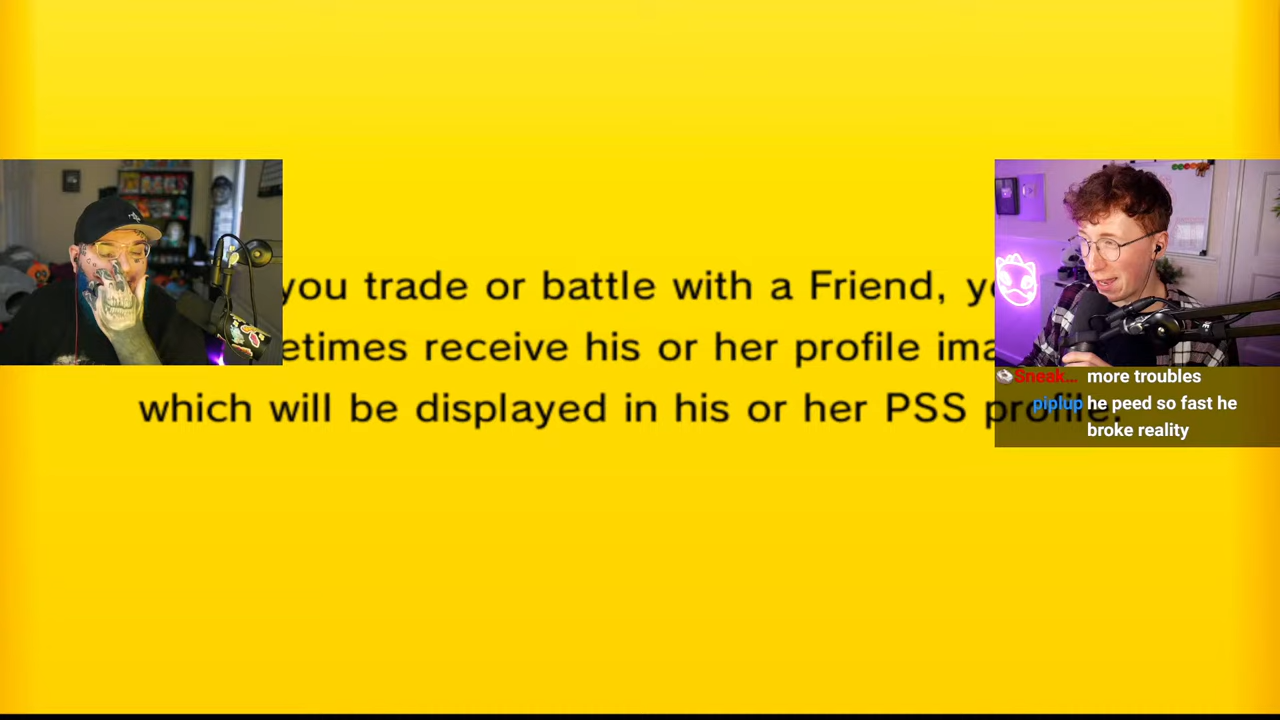 you trade or battle with a Friend, y
etimes receive his or her profile ima
which will be displayed in his or her PSS profile.
Sneak... more troubles
piplup he peed so fast he
broke reality